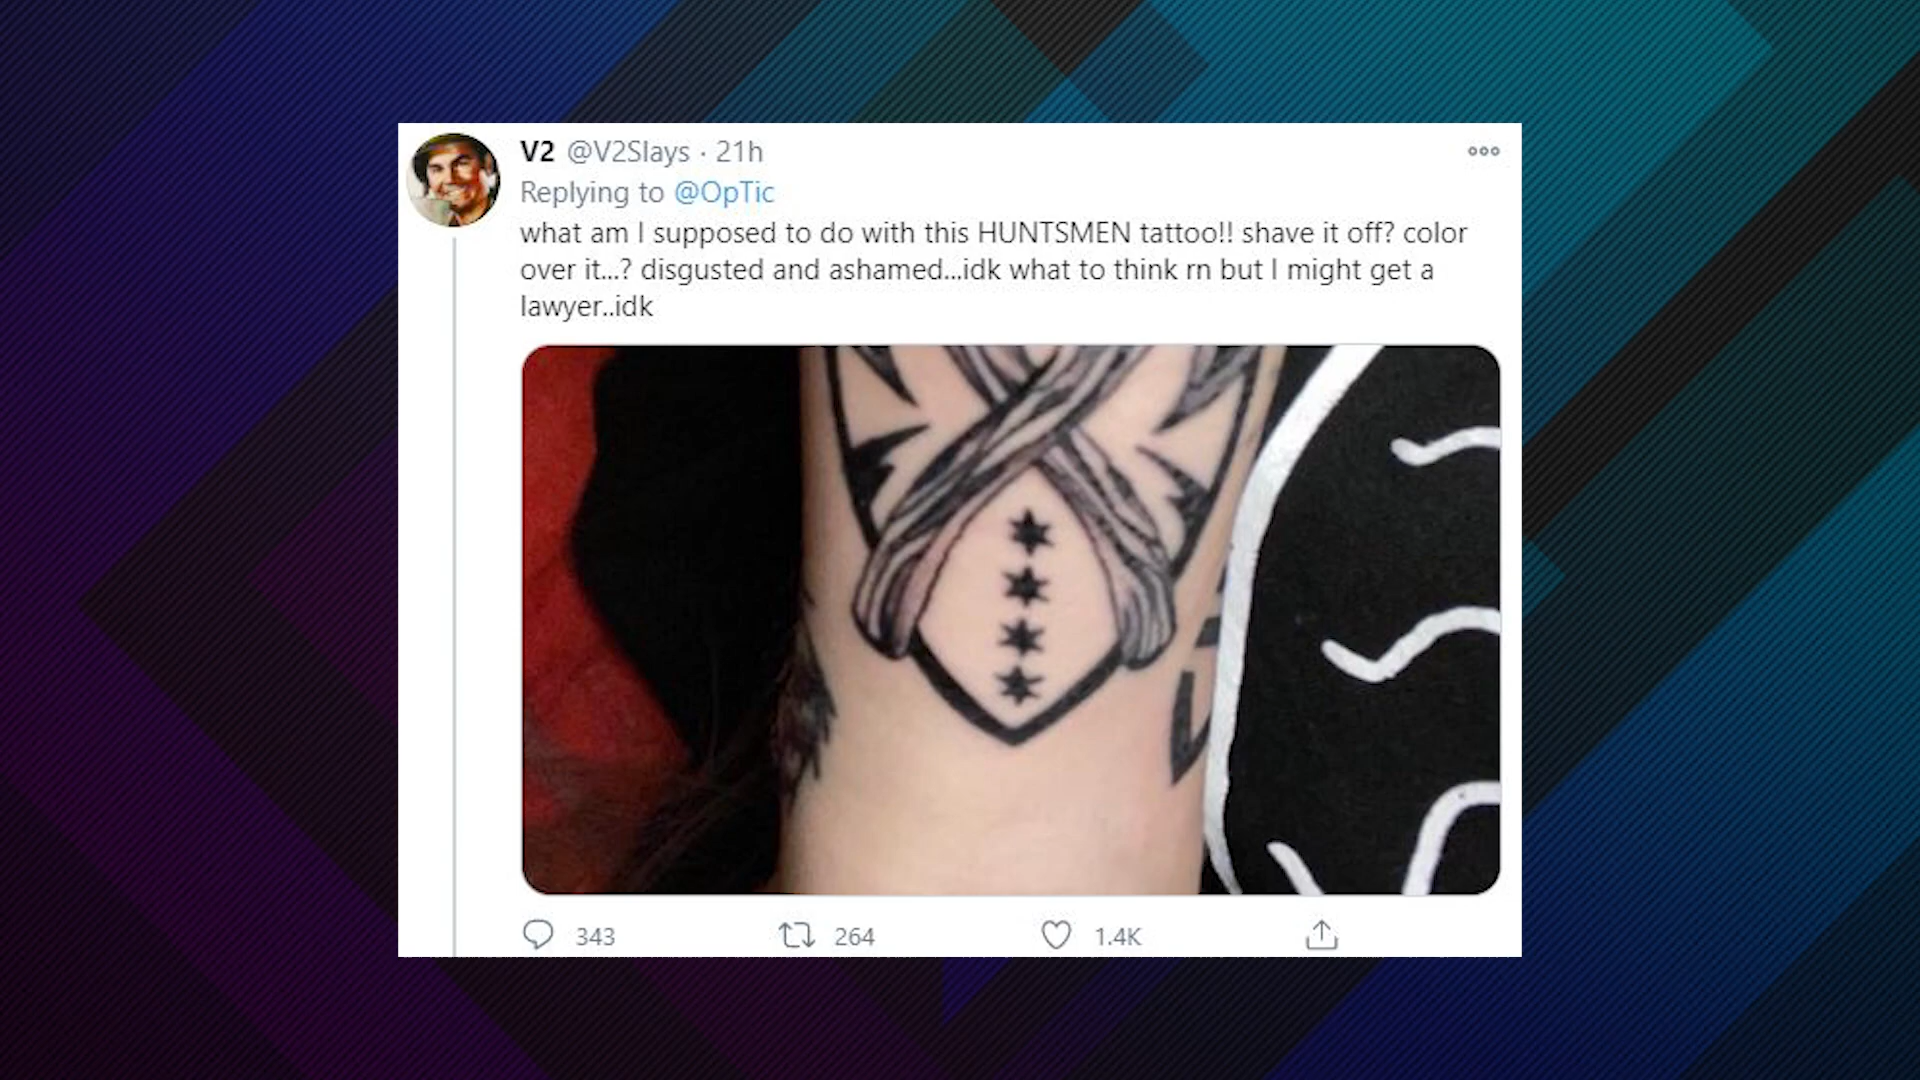 V2 @V2Slays · 21h
Replying to @OpTic
what am I supposed to do with this HUNTSMEN tattoo!! shave it off? color
over it...? disgusted and ashamed...idk what to think rn but I might get a
lawyer..idk
343 264 1.4K